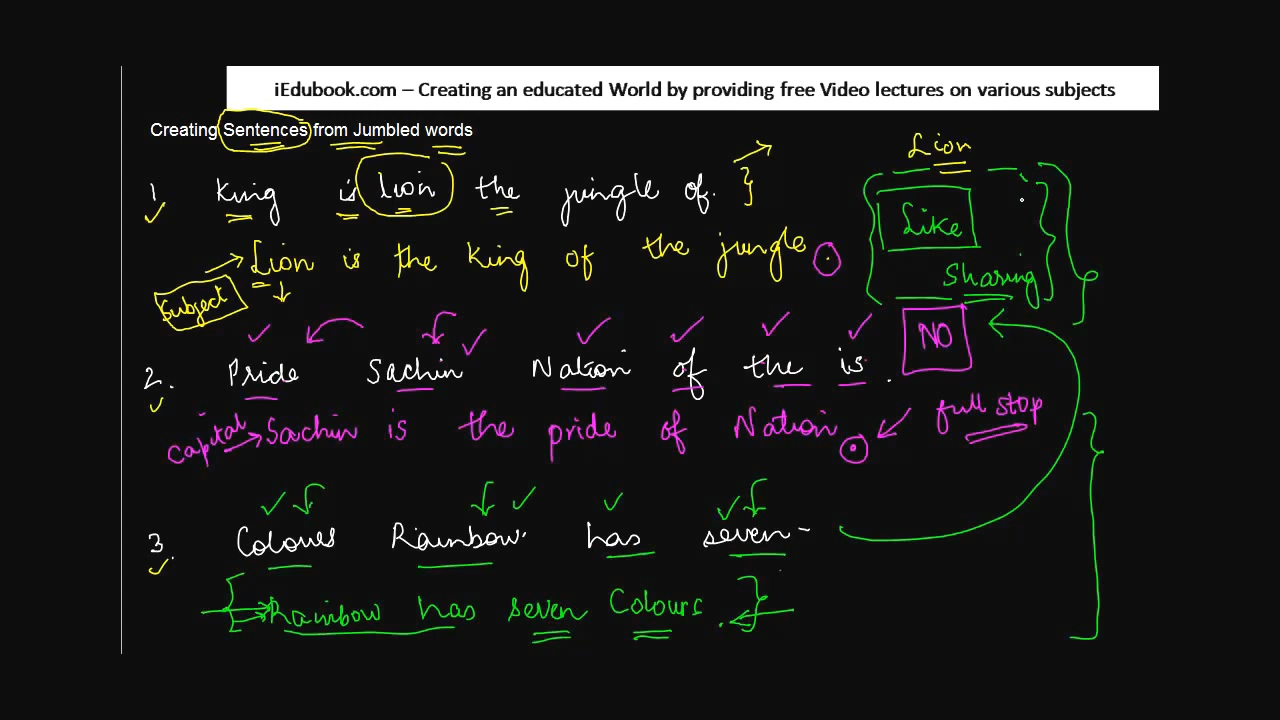 iEdubook.com – Creating an educated World by providing free Video lectures on various subjects
Creating Sentences from Jumbled words
Lion
1. King is lion the jungle of.
Like
Lion is the king of the jungle.
Sharing
Subject
NO
2. Pride Sachin Nation of the is.
full stop
capital Sachin is the pride of Nation.
3. Colours Rainbow has seven-
Rainbow has seven Colours.